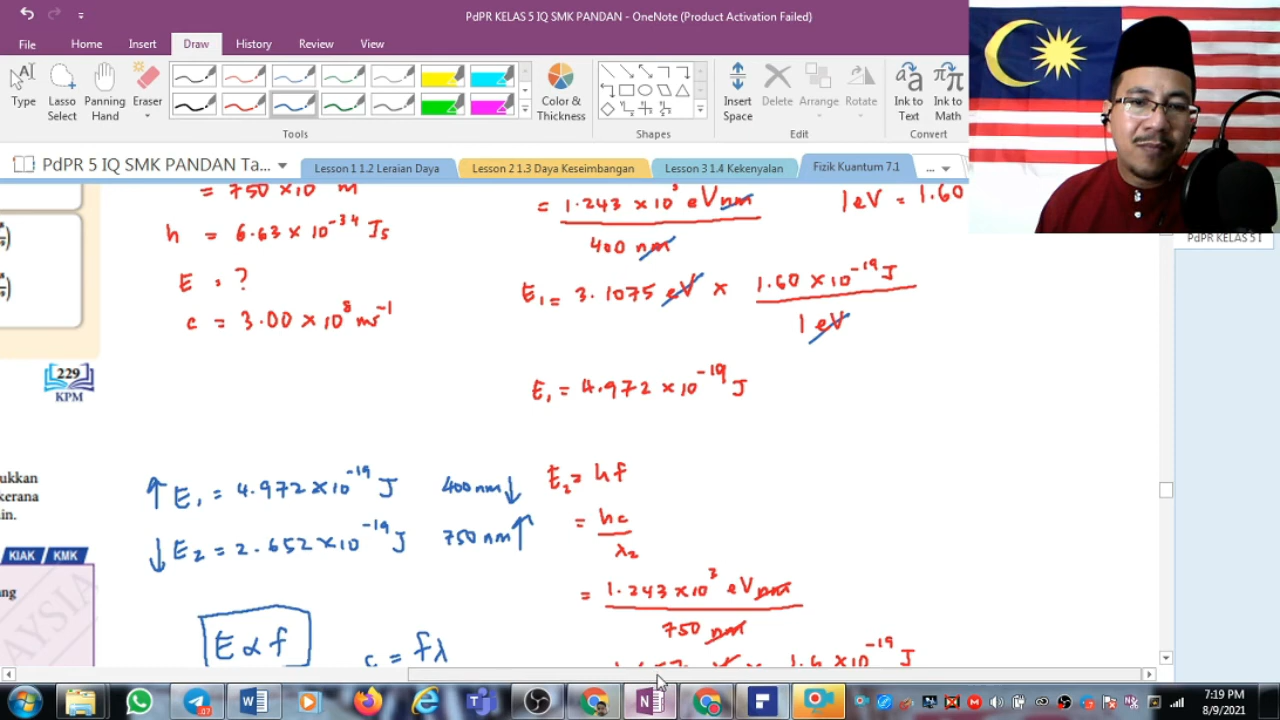 PdPR KELAS 5 IQ SMK PANDAN - OneNote (Product Activation Failed)
File Home Insert Draw History Review View
Type
Lasso Select
Panning Hand
Eraser
Color & Thickness
Insert Space
Delete
Arrange
Rotate
Ink to Text
Ink to Math
Tools
Shapes
Edit
Convert
PdPR 5 IQ SMK PANDAN Ta...
Lesson 1 1.2 Leraian Daya
Lesson 2 1.3 Daya Keseimbangan
Lesson 3 1.4 Kekenyalan
Fizik Kuantum 7.1
...
PdPR KELAS 5 I
= 750 × 10 m
h = 6.63 × 10⁻³⁴ Js
E = ?
c = 3.00 × 10⁸ ms⁻¹
229
KPM
= 1.243 × 10³ eVnm
400 nm
1eV = 1.60
E₁ = 3.1075 eV × 1.60 × 10⁻¹⁹ J
1 eV
E₁ = 4.972 × 10⁻¹⁹ J
ukkan
kerana
in.
KIAK KMK
ng
↑ E₁ = 4.972 × 10⁻¹⁹ J 400 nm ↓
↓ E₂ = 2.652 × 10⁻¹⁹ J 750 nm ↑
E ∝ f
c = fλ
E₂ = hf
= hc
λ₂
= 1.243 × 10³ eVnm
750 nm
× 1.6 × 10⁻¹⁹ J
7:19 PM
8/9/2021